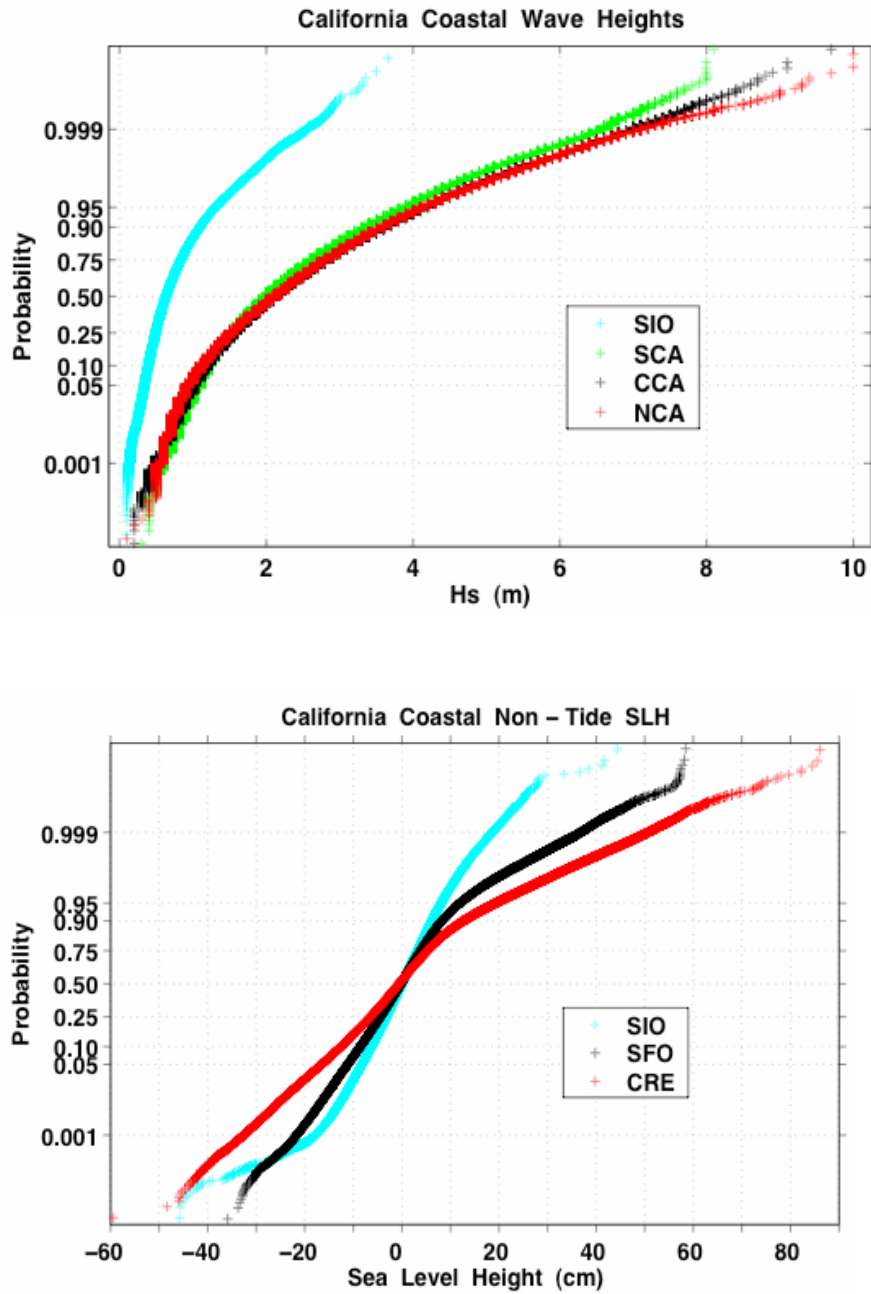 California Coastal Wave Heights
0.999
0.95
0.90
0.75
0.50
0.25
0.10
0.05
0.001
Probability
SIO
SCA
CCA
NCA
0 2 4 6 8 10
Hs (m)
California Coastal Non – Tide SLH
0.999
0.95
0.90
0.75
0.50
0.25
0.10
0.05
0.001
Probability
SIO
SFO
CRE
−60 −40 −20 0 20 40 60 80
Sea Level Height (cm)